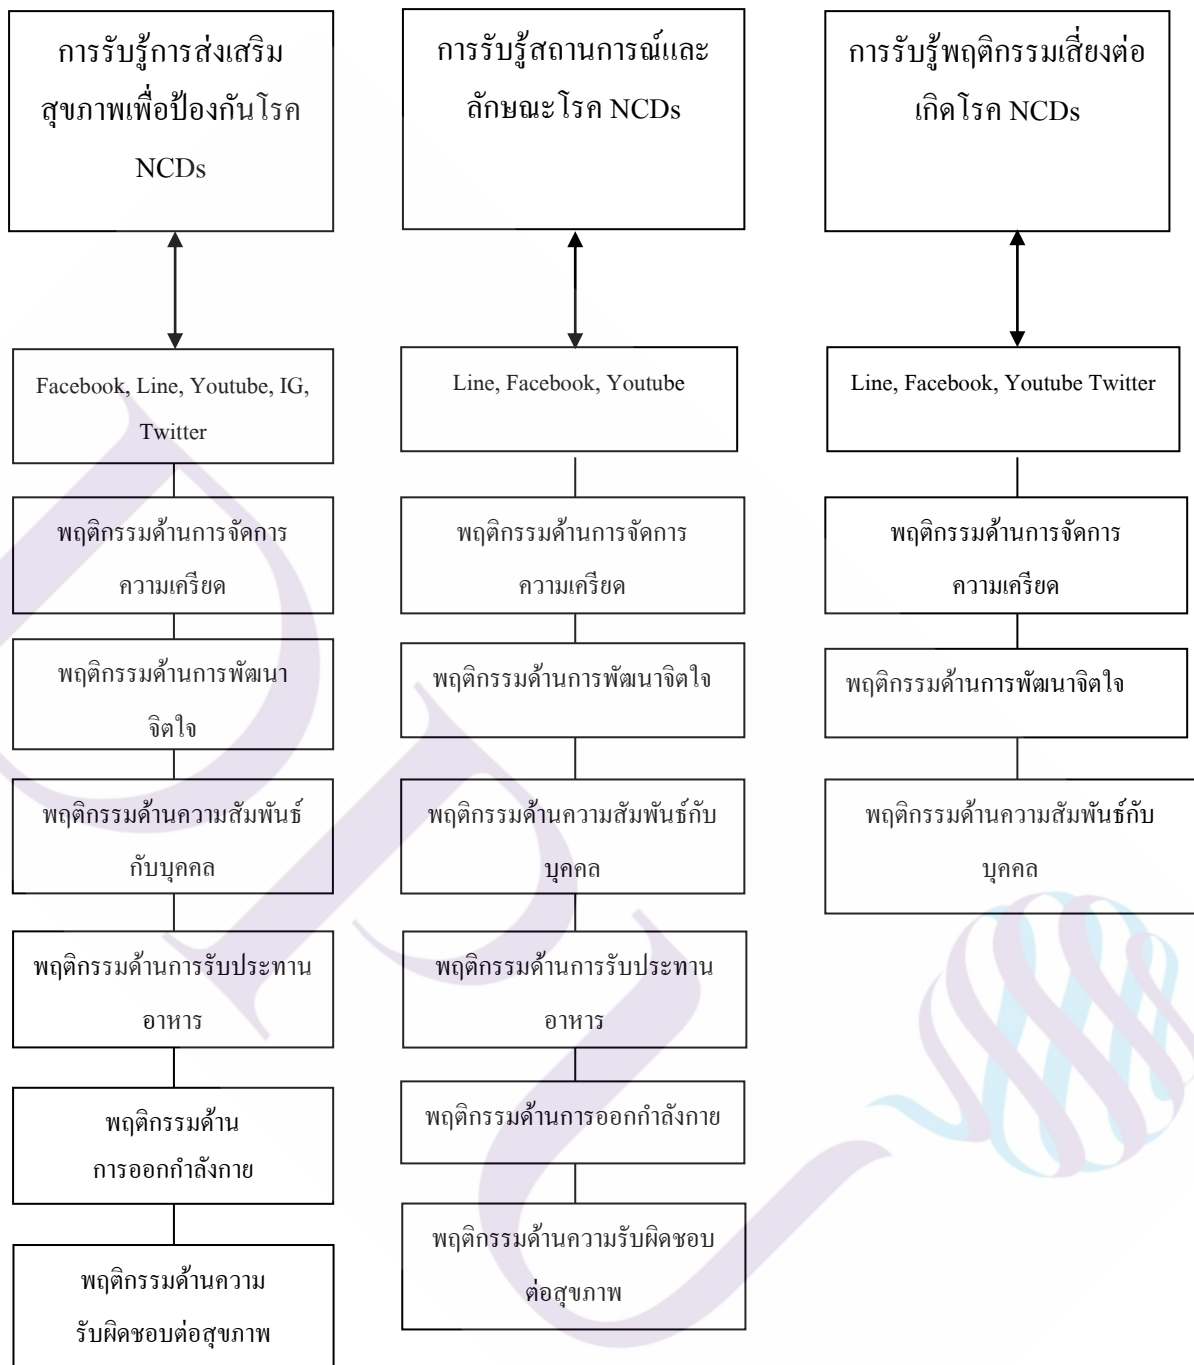 การรับรู้การส่งเสริม
สุขภาพเพื่อป้องกันโรค
NCDs
Facebook, Line, Youtube, IG,
Twitter
พฤติกรรมด้านการจัดการ
ความเครียด
พฤติกรรมด้านการพัฒนา
จิตใจ
พฤติกรรมด้านความสัมพันธ์
กับบุคคล
พฤติกรรมด้านการรับประทาน
อาหาร
พฤติกรรมด้าน
การออกกำลังกาย
พฤติกรรมด้านความ
รับผิดชอบต่อสุขภาพ
การรับรู้สถานการณ์และ
ลักษณะโรค NCDs
Line, Facebook, Youtube
พฤติกรรมด้านการจัดการ
ความเครียด
พฤติกรรมด้านการพัฒนาจิตใจ
พฤติกรรมด้านความสัมพันธ์กับ
บุคคล
พฤติกรรมด้านการรับประทาน
อาหาร
พฤติกรรมด้านการออกกำลังกาย
พฤติกรรมด้านความรับผิดชอบ
ต่อสุขภาพ
การรับรู้พฤติกรรมเสี่ยงต่อ
เกิดโรค NCDs
Line, Facebook, Youtube Twitter
พฤติกรรมด้านการจัดการ
ความเครียด
พฤติกรรมด้านการพัฒนาจิตใจ
พฤติกรรมด้านความสัมพันธ์กับ
บุคคล
DPU